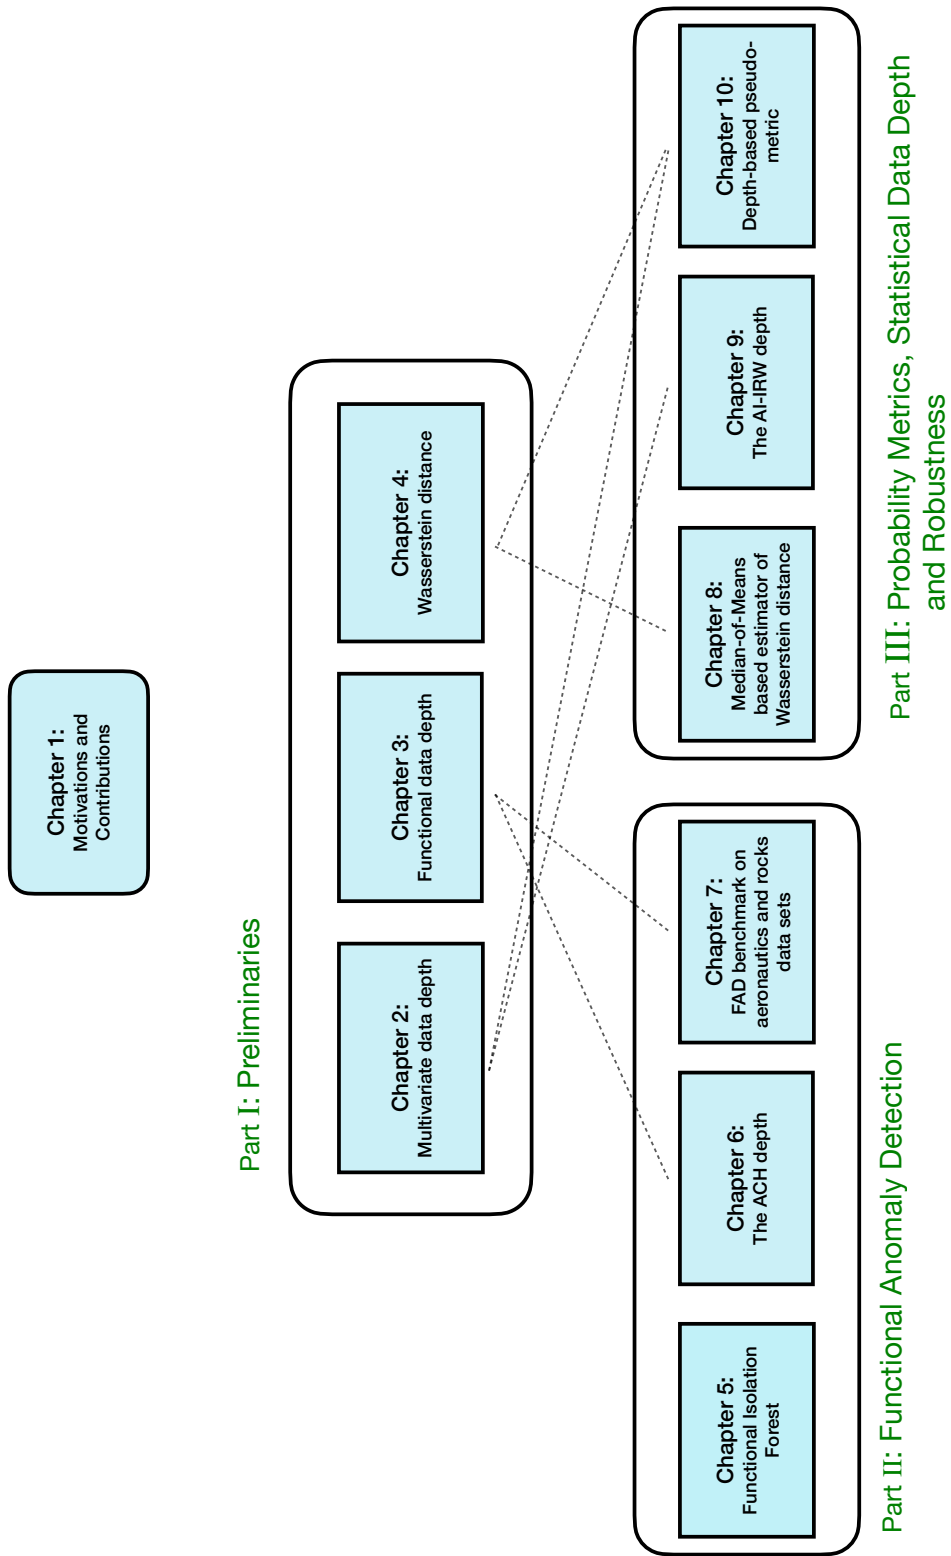 Chapter 1:
Motivations and
Contributions
Part I: Preliminaries
Chapter 2:
Multivariate data depth
Chapter 3:
Functional data depth
Chapter 4:
Wasserstein distance
Chapter 5:
Functional Isolation
Forest
Chapter 6:
The ACH depth
Chapter 7:
FAD benchmark on
aeronautics and rocks
data sets
Part II: Functional Anomaly Detection
Chapter 8:
Median-of-Means
based estimator of
Wasserstein distance
Chapter 9:
The AI-IRW depth
Chapter 10:
Depth-based pseudo-
metric
Part III: Probability Metrics, Statistical Data Depth
and Robustness